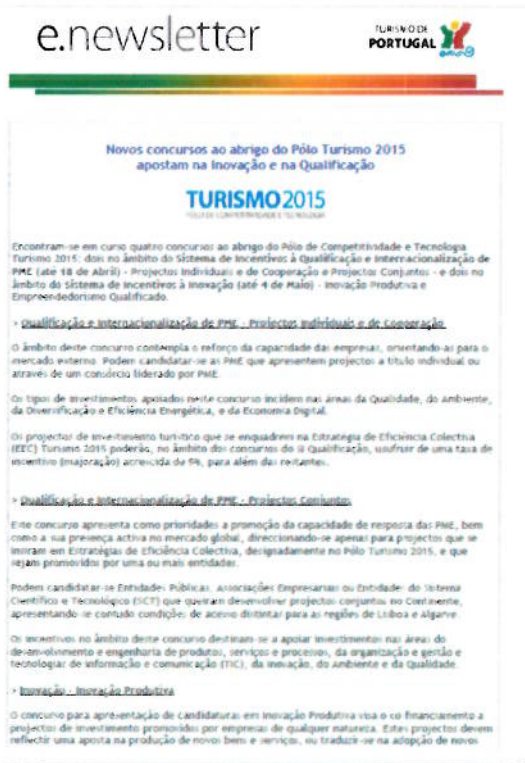 e.newsletter
TURISMO DE
PORTUGAL
Novos concursos ao abrigo do Pólo Turismo 2015
apostam na Inovação e na Qualificação
TURISMO2015
PÓLO DE COMPETITIVIDADE E TECNOLOGIA
Encontram-se em curso quatro concursos ao abrigo do Pólo de Competitividade e Tecnologia
Turismo 2015: dois no âmbito do Sistema de Incentivos à Qualificação e Internacionalização de
PME (até 18 de Abril) - Projectos Individuais e de Cooperação e Projectos Conjuntos - e dois no
âmbito do Sistema de Incentivos à Inovação (até 4 de Maio) - Inovação Produtiva e
Empreendedorismo Qualificado.
> Qualificação e Internacionalização de PME - Projectos Individuais e de Cooperação
O âmbito deste concurso contempla o reforço da capacidade das empresas, orientando-as para o
mercado externo. Podem candidatar-se as PME que apresentem projectos a título individual ou
através de um consórcio liderado por PME.
Os tipos de investimentos apoiados neste concurso incidem nas áreas da Qualidade, do Ambiente,
da Diversificação e Eficiência Energética, e da Economia Digital.
Os projectos de investimento turístico que se enquadrem na Estratégia de Eficiência Colectiva
(EEC) Turismo 2015 poderão, no âmbito dos concursos do SI Qualificação, usufruir de uma taxa de
incentivo (majoração) acrescida de 5%, para além das restantes.
> Qualificação e Internacionalização de PME - Projectos Conjuntos
Este concurso apresenta como prioridades a promoção da capacidade de resposta das PME, bem
como a sua presença activa no mercado global, direccionando-se apenas para projectos que se
insiram em Estratégias de Eficiência Colectiva, designadamente no Pólo Turismo 2015, e que
sejam promovidos por uma ou mais entidades.
Podem candidatar-se Entidades Públicas, Associações Empresariais ou Entidades do Sistema
Científico e Tecnológico (SCT) que queiram desenvolver projectos conjuntos no Continente,
apresentando-se contudo condições de acesso distintas para as regiões de Lisboa e Algarve.
Os incentivos no âmbito deste concurso destinam-se a apoiar investimentos nas áreas do
desenvolvimento e engenharia de produtos, serviços e processos, da organização e gestão e
tecnologias de informação e comunicação (TIC), da inovação, do Ambiente e da Qualidade.
> Inovação - Inovação Produtiva
O concurso para apresentação de candidaturas em Inovação Produtiva visa o co-financiamento a
projectos de investimento promovidos por empresas de qualquer natureza. Estes projectos devem
reflectir uma aposta na produção de novos bens e serviços, ou traduzir-se na adopção de novos